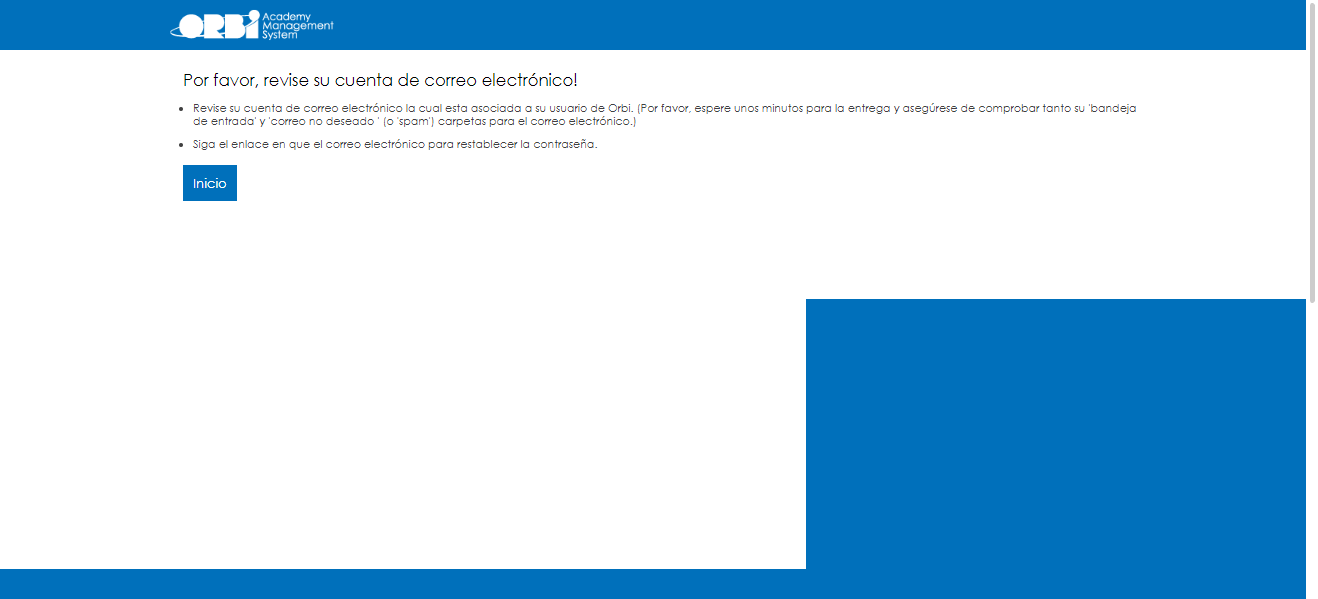 ORBi Academy
Management
System
Por favor, revise su cuenta de correo electrónico!
Revise su cuenta de correo electrónico la cual esta asociada a su usuario de Orbi. (Por favor, espere unos minutos para la entrega y asegúrese de comprobar tanto su 'bandeja
de entrada' y 'correo no deseado ' (o 'spam') carpetas para el correo electrónico.)
Siga el enlace en que el correo electrónico para restablecer la contraseña.
Inicio